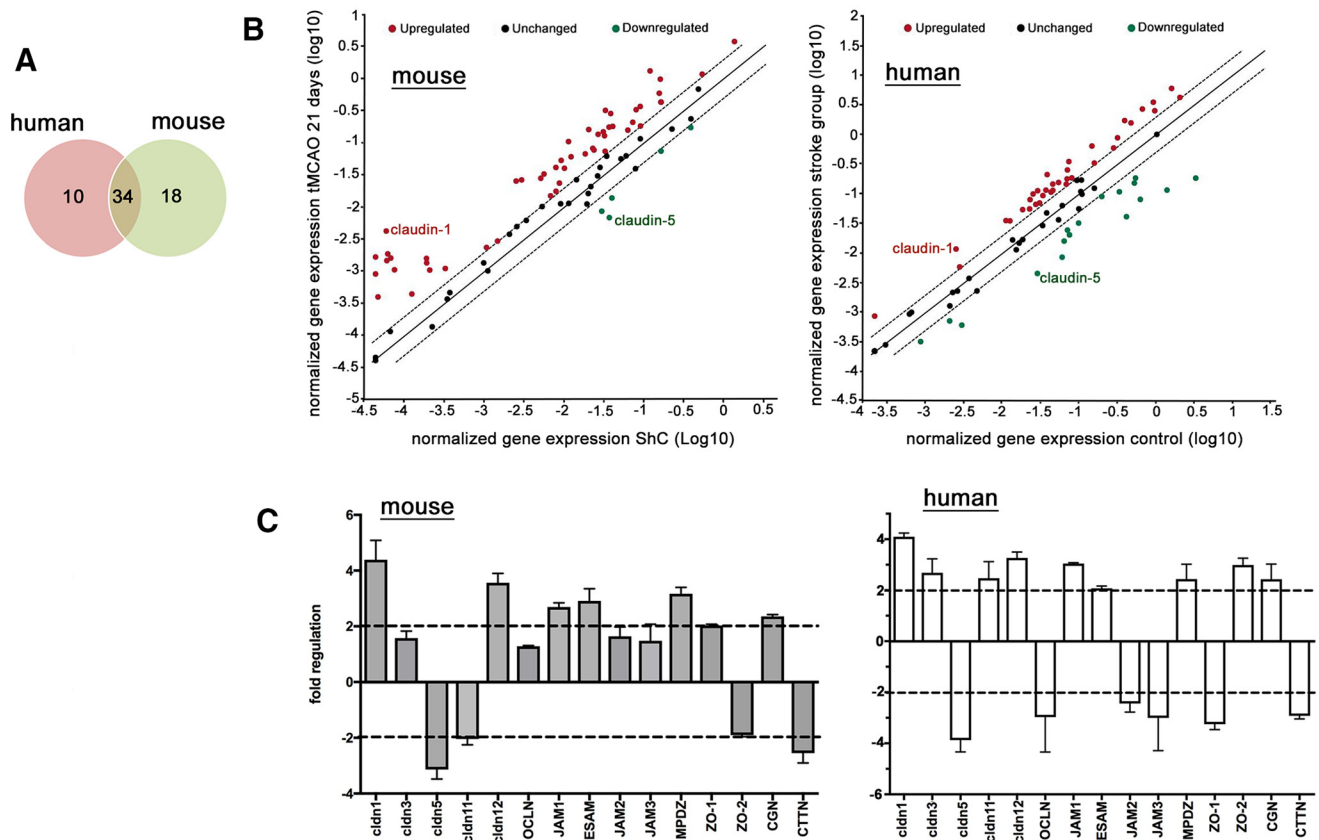 A
human
mouse
10
34
18
B
Upregulated
Unchanged
Downregulated
mouse
normalized gene expression tMCAO 21 days (log10)
1
0.5
0
-0.5
-1
-1.5
-2
-2.5
-3
-3.5
-4
-4.5
-5
claudin-1
claudin-5
-4.5
-4
-3.5
-3
-2.5
-2
-1.5
-1
-0.5
0
0.5
normalized gene expression ShC (Log10)
Upregulated
Unchanged
Downregulated
human
normalized gene expression stroke group (log10)
2
1.5
1
0.5
0
-0.5
-1
-1.5
-2
-2.5
-3
-3.5
-4
-4.5
claudin-1
claudin-5
-4
-3.5
-2.5
-2
-1.5
-1
-0.5
0
0.5
1
1.5
normalized gene expression control (log10)
C
mouse
fold regulation
6
4
2
0
-2
-4
cldn1
cldn3
cldn5
cldn11
cldn12
OCLN
JAM1
ESAM
JAM2
JAM3
MPDZ
ZO-1
ZO-2
CGN
CTTN
human
4
2
0
-2
-4
-6
cldn1
cldn3
cldn5
cldn11
cldn12
OCLN
JAM1
ESAM
JAM2
JAM3
MPDZ
ZO-1
ZO-2
CGN
CTTN